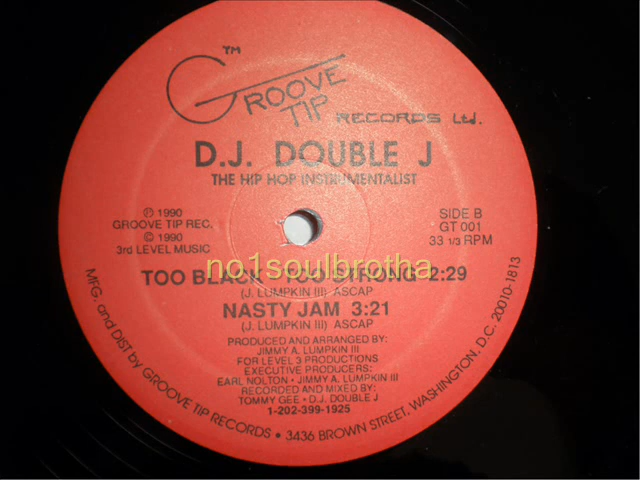 GROOVE TIP RECORDS Ltd. ™
D.J. DOUBLE J
THE HIP HOP INSTRUMENTALIST
℗ 1990
GROOVE TIP REC.
© 1990
3rd LEVEL MUSIC
SIDE B
GT 001
33 1/3 RPM
no1soulbrotha
TOO BLACK - TOO STRONG 2:29
(J. LUMPKIN III) ASCAP
NASTY JAM 3:21
(J. LUMPKIN III) ASCAP
PRODUCED AND ARRANGED BY:
JIMMY A. LUMPKIN III
FOR LEVEL 3 PRODUCTIONS
EXECUTIVE PRODUCERS:
EARL NOLTON • JIMMY A. LUMPKIN III
RECORDED AND MIXED BY:
TOMMY GEE • D.J. DOUBLE J
1-202-399-1925
MFG. and DIST by GROOVE TIP RECORDS • 3436 BROWN STREET, WASHINGTON, D.C. 20010-1813